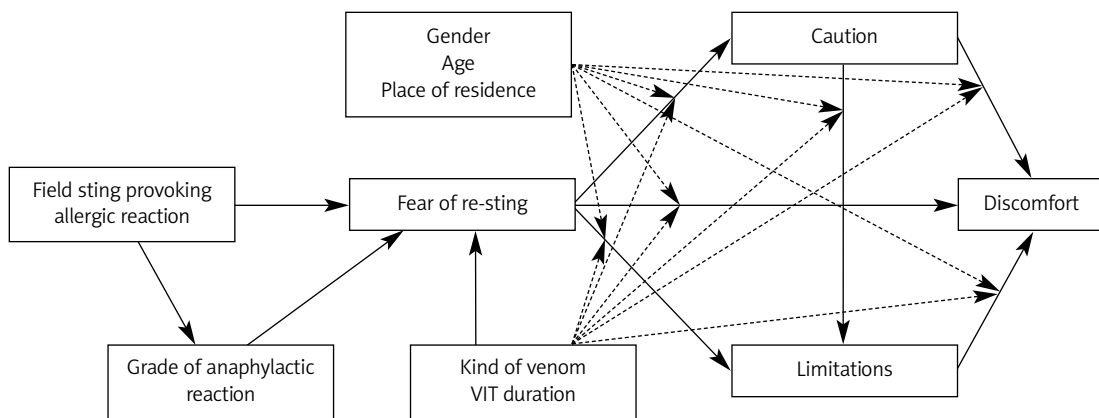 Gender
Age
Place of residence
Caution
Field sting provoking
allergic reaction
Fear of re-sting
Discomfort
Grade of anaphylactic
reaction
Kind of venom
VIT duration
Limitations